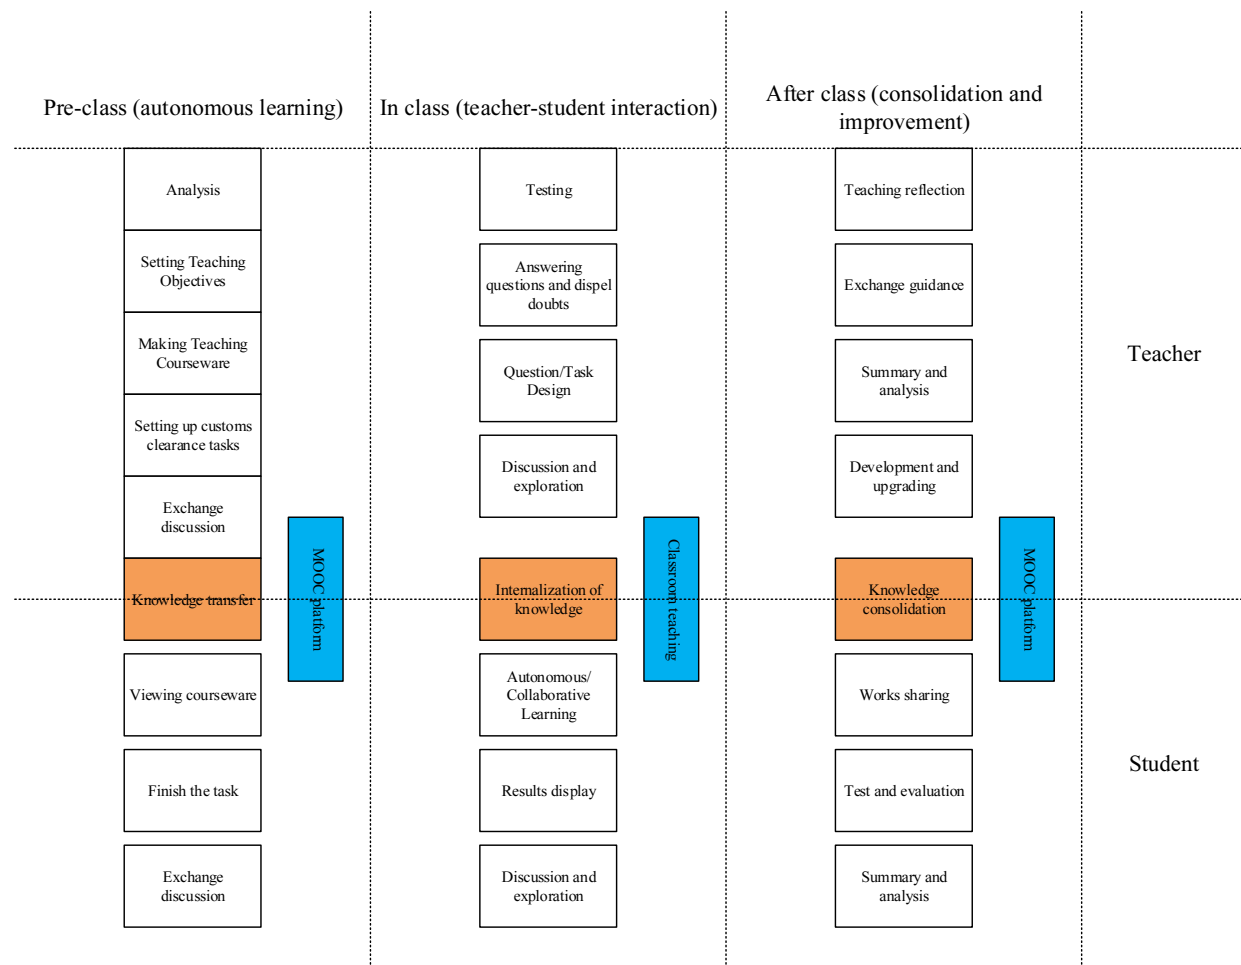 Pre-class (autonomous learning)
In class (teacher-student interaction)
After class (consolidation and
improvement)
Analysis
Setting Teaching
Objectives
Making Teaching
Courseware
Setting up customs
clearance tasks
Exchange
discussion
Knowledge transfer
Viewing courseware
Finish the task
Exchange
discussion
MOOC platform
Testing
Answering
questions and dispel
doubts
Question/Task
Design
Discussion and
exploration
Internalization of
knowledge
Autonomous/
Collaborative
Learning
Results display
Discussion and
exploration
Classroom teaching
Teaching reflection
Exchange guidance
Summary and
analysis
Development and
upgrading
Knowledge
consolidation
Works sharing
Test and evaluation
Summary and
analysis
MOOC platform
Teacher
Student